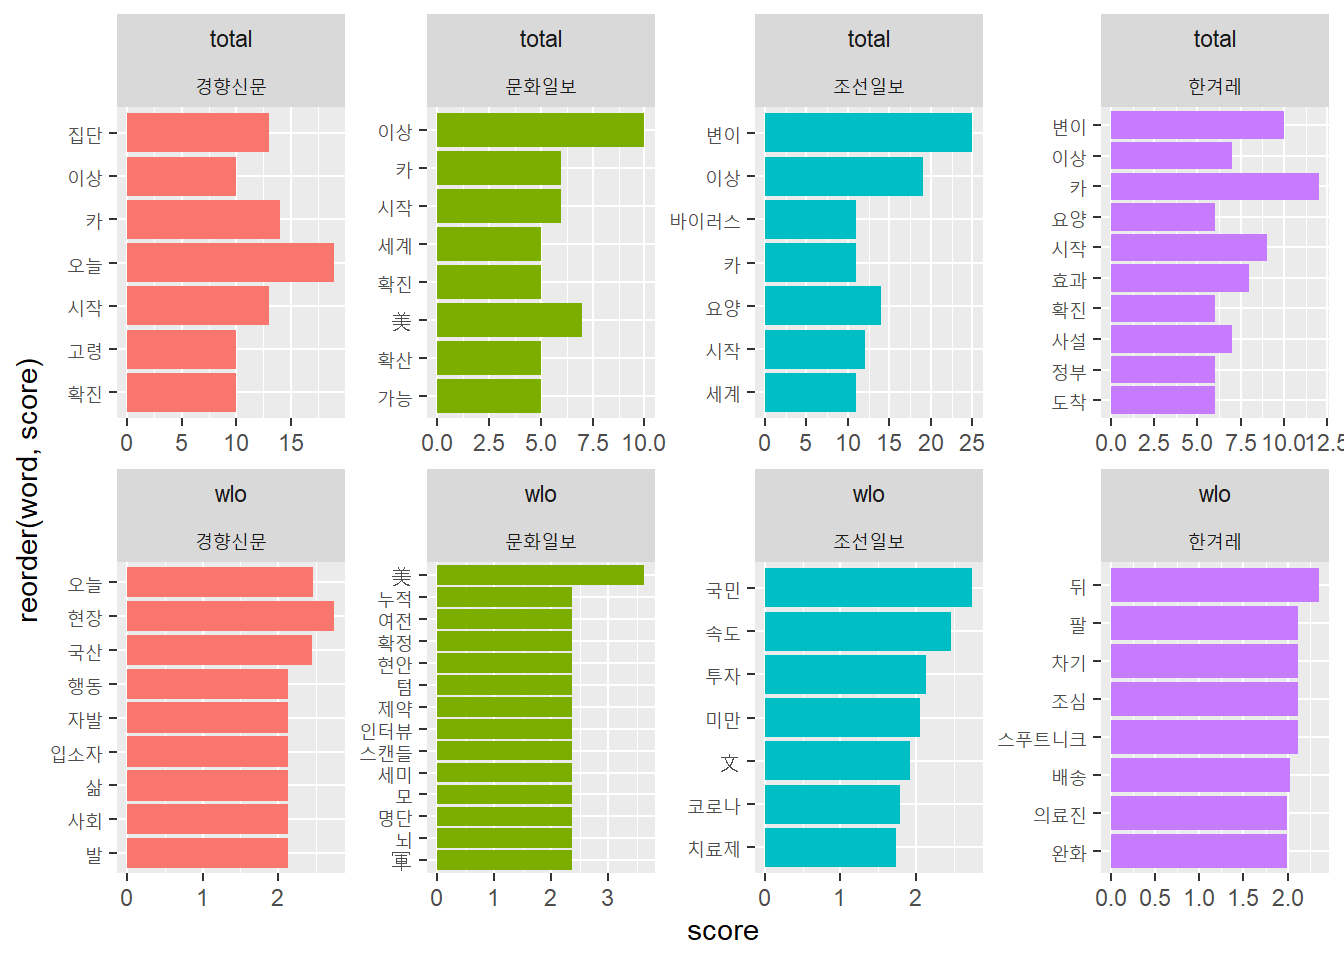 total
경향신문
집단
이상
카
오늘
시작
고령
확진
0 5 10 15
total
문화일보
이상
카
시작
세계
확진
美
확산
가능
0.0 2.5 5.0 7.5 10.0
total
조선일보
변이
이상
바이러스
카
요양
시작
세계
0 5 10 15 20 25
total
한겨레
변이
이상
카
요양
시작
효과
확진
사설
정부
도착
0.0 2.5 5.0 7.5 10.0 12.5
wlo
경향신문
오늘
현장
국산
행동
자발
입소자
삶
사회
발
0 1 2
wlo
문화일보
美
누적
여전
확정
현안
텀
제약
인터뷰
스캔들
세미
모
명단
뇌
軍
0 1 2 3
wlo
조선일보
국민
속도
투자
미만
文
코로나
치료제
0 1 2
wlo
한겨레
뒤
팔
차기
조심
스푸트니크
배송
의료진
완화
0.0 0.5 1.0 1.5 2.0
score
reorder(word, score)